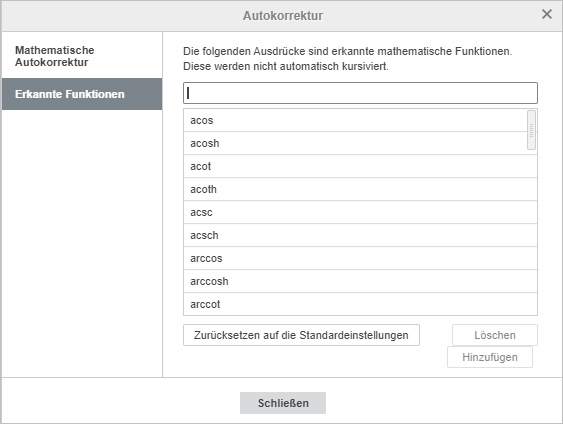 Autokorrektur
Mathematische
Autokorrektur
Erkannte Funktionen
Die folgenden Ausdrücke sind erkannte mathematische Funktionen.
Diese werden nicht automatisch kursiviert.
acos
acosh
acot
acoth
acsc
acsch
arccos
arccosh
arccot
Zurücksetzen auf die Standardeinstellungen
Löschen
Hinzufügen
Schließen